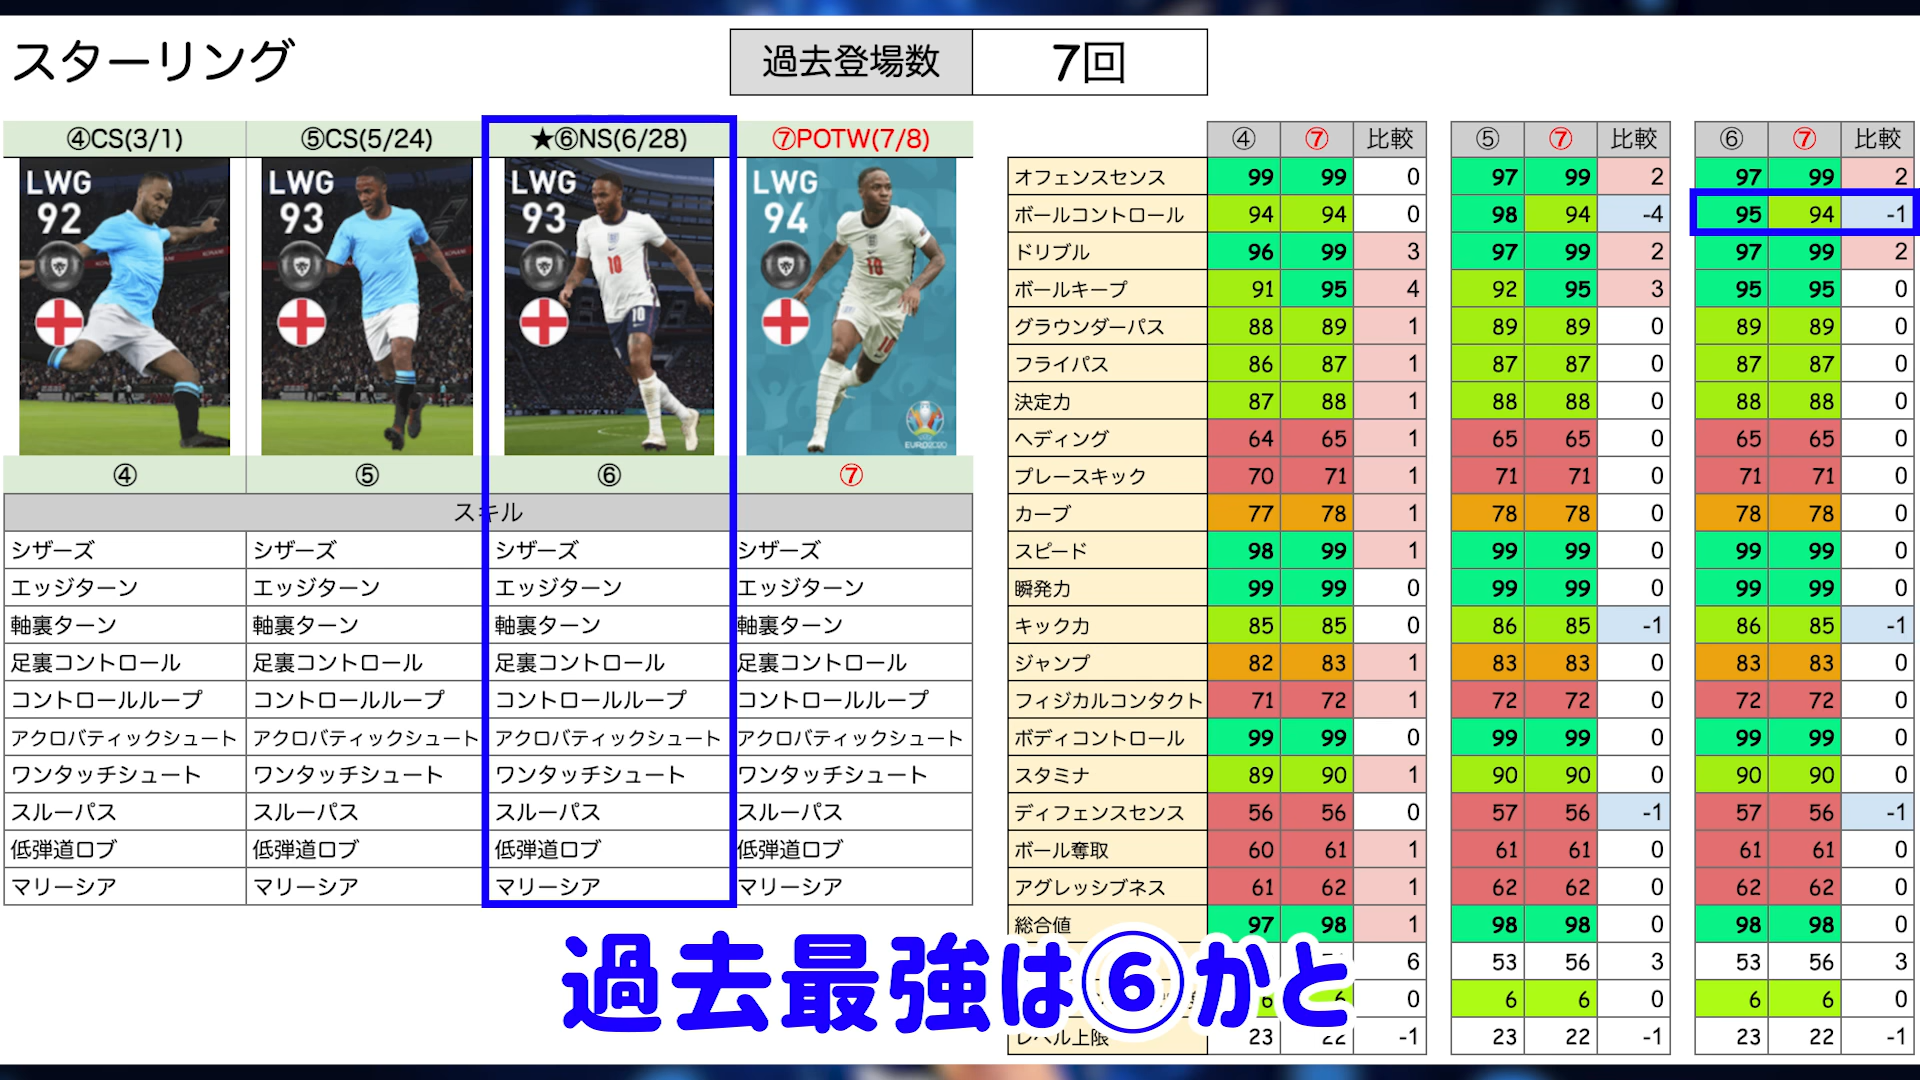 スターリング
過去登場数 7回
④CS(3/1) ⑤CS(5/24) ★⑥NS(6/28) ⑦POTW(7/8)
LWG 92 LWG 93 LWG 93 LWG 94
10 10 10 11
EURO2020
④ ⑤ ⑥ ⑦
スキル
シザーズ シザーズ シザーズ シザーズ
エッジターン エッジターン エッジターン エッジターン
軸裏ターン 軸裏ターン 軸裏ターン 軸裏ターン
足裏コントロール 足裏コントロール 足裏コントロール 足裏コントロール
コントロールループ コントロールループ コントロールループ コントロールループ
アクロバティックシュート アクロバティックシュート アクロバティックシュート アクロバティックシュート
ワンタッチシュート ワンタッチシュート ワンタッチシュート ワンタッチシュート
スルーパス スルーパス スルーパス スルーパス
低弾道ロブ 低弾道ロブ 低弾道ロブ 低弾道ロブ
マリーシア マリーシア マリーシア マリーシア
④ ⑦ 比較 ⑤ ⑦ 比較 ⑥ ⑦ 比較
オフェンスセンス 99 99 0 97 99 2 97 99 2
ボールコントロール 94 94 0 98 94 -4 95 94 -1
ドリブル 96 99 3 97 99 2 97 99 2
ボールキープ 91 95 4 92 95 3 95 95 0
グラウンダーパス 88 89 1 89 89 0 89 89 0
フライパス 86 87 1 87 87 0 87 87 0
決定力 87 88 1 88 88 0 88 88 0
ヘディング 64 65 1 65 65 0 65 65 0
プレースキック 70 71 1 71 71 0 71 71 0
カーブ 77 78 1 78 78 0 78 78 0
スピード 98 99 1 99 99 0 99 99 0
瞬発力 99 99 0 99 99 0 99 99 0
キック力 85 85 0 86 85 -1 86 85 -1
ジャンプ 82 83 1 83 83 0 83 83 0
フィジカルコンタクト 71 72 1 72 72 0 72 72 0
ボディコントロール 99 99 0 99 99 0 99 99 0
スタミナ 89 90 1 90 90 0 90 90 0
ディフェンスセンス 56 56 0 57 56 -1 57 56 -1
ボール奪取 60 61 1 61 61 0 61 61 0
アグレッシブネス 61 62 1 62 62 0 62 62 0
総合値 97 98 1 98 98 0 98 98 0
6 53 56 3 53 56 3
6 6 0 6 6 0 6 6 0
レベル上限 23 22 -1 23 22 -1 23 22 -1
過去最強は⑥かと